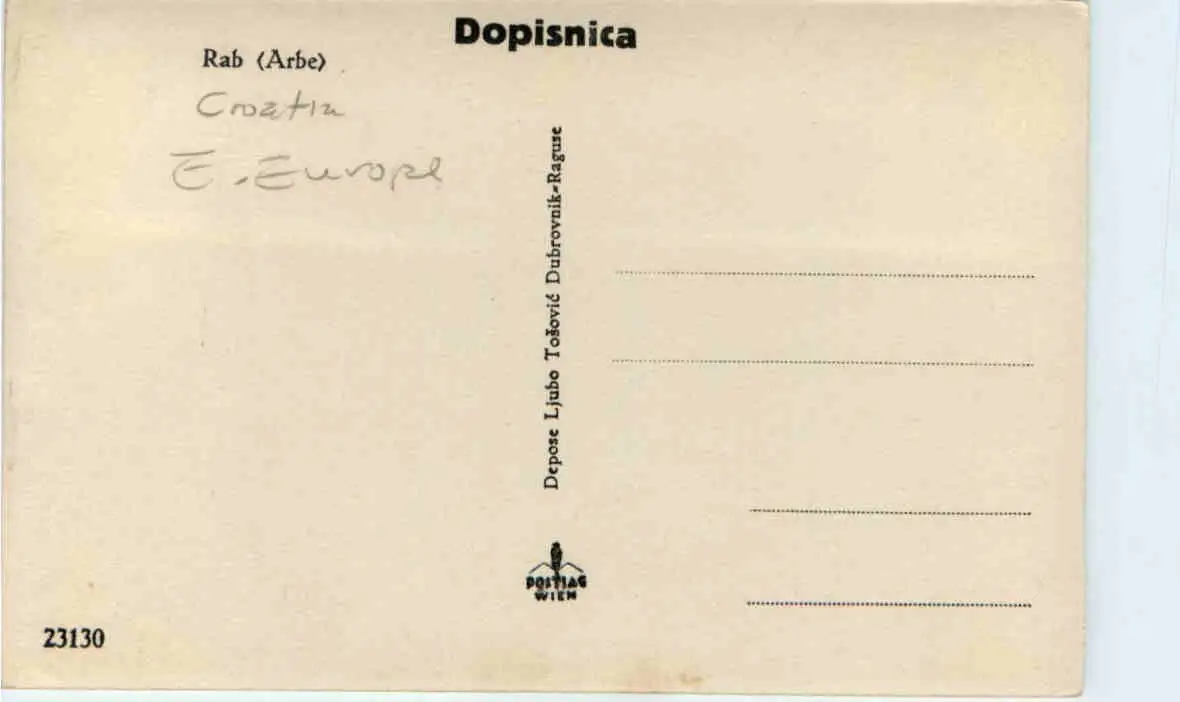 Dopisnica
Rab (Arbe)
Croatia
E. Europe
Depose Ljubo Tošović Dubrovnik-Raguse
POSTIAG
WIEN
23130